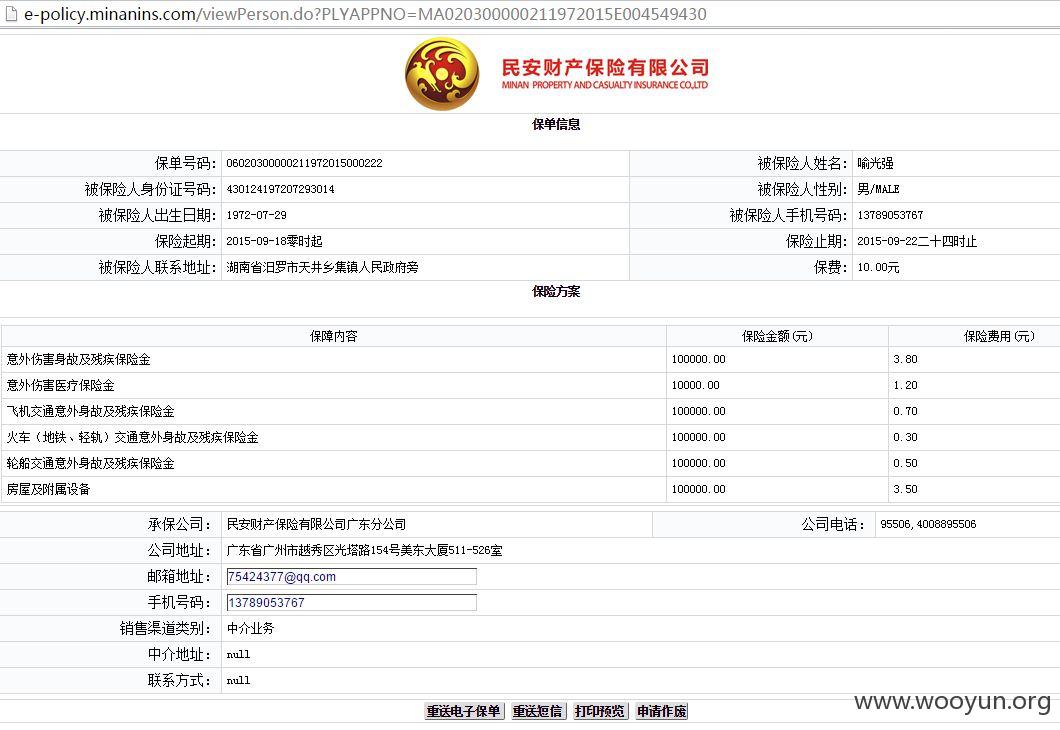 e-policy.minanins.com/viewPerson.do?PLYAPPNO=MA020300000211972015E004549430
民安财产保险有限公司
MINAN PROPERTY AND CASUALTY INSURANCE CO,LTD
保单信息
保单号码： 0602030000021197201500022​2 被保险人姓名： 喻光强
被保险人身份证号码： 430124197207293014 被保险人性别： 男/MALE
被保险人出生日期： 1972-07-29 被保险人手机号码： 13789053767
保险起期： 2015-09-18零时起 保险止期： 2015-09-22二十四时止
被保险人联系地址： 湖南省汨罗市天井乡集镇人民政府旁 保费： 10.00元
保险方案
保障内容 保险金额(元) 保险费用(元)
意外伤害身故及残疾保险金 100000.00 3.80
意外伤害医疗保险金 10000.00 1.20
飞机交通意外身故及残疾保险金 100000.00 0.70
火车（地铁、轻轨）交通意外身故及残疾保险金 100000.00 0.30
轮船交通意外身故及残疾保险金 100000.00 0.50
房屋及附属设备 100000.00 3.50
承保公司： 民安财产保险有限公司广东分公司 公司电话： 95506,4008895506
公司地址： 广东省广州市越秀区光塔路154号美东大厦511-526室
邮箱地址： 75424377@qq.com
手机号码： 13789053767
销售渠道类别： 中介业务
中介地址： null
联系方式： null
重送电子保单 重送短信 打印预览 申请作废
www.wooyun.org